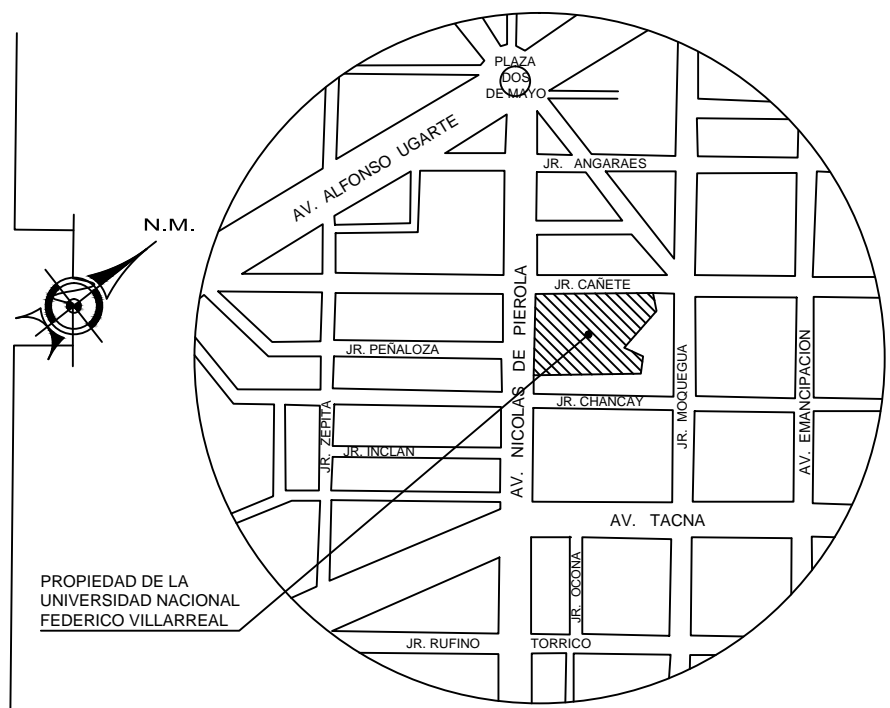 PLAZA
DOS
DE MAYO
AV. ALFONSO UGARTE
JR. ANGARAES
N.M.
JR. CAÑETE
JR. PEÑALOZA
AV. NICOLAS DE PIEROLA
JR. MOQUEGUA
AV. EMANCIPACION
JR. CHANCAY
JR. ZEPITA
JR. INCLAN
AV. TACNA
JR. OCOÑA
PROPIEDAD DE LA
UNIVERSIDAD NACIONAL
FEDERICO VILLARREAL
JR. RUFINO TORRICO